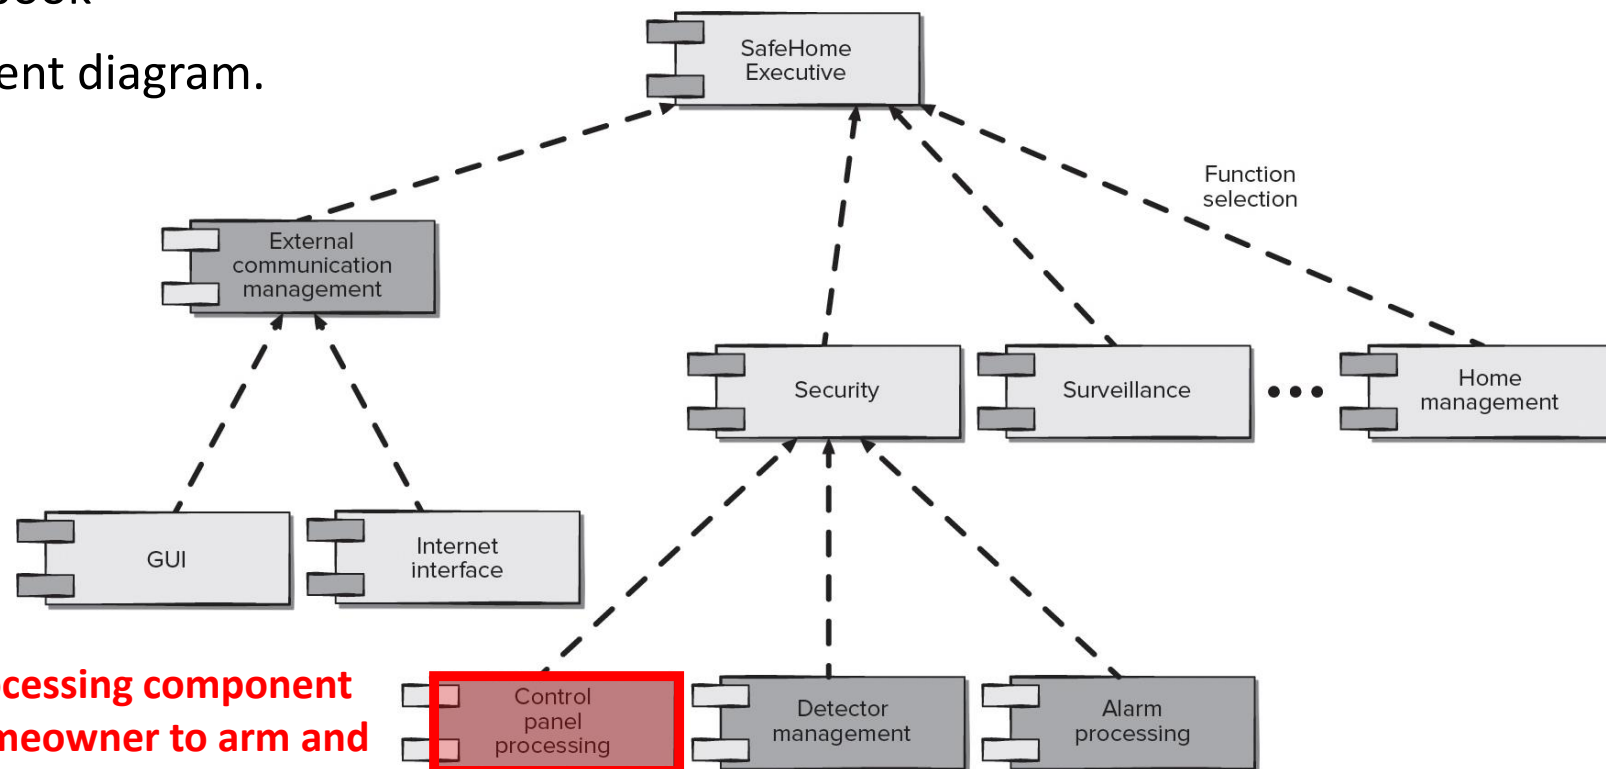 ent diagram.
SafeHome
Executive
Function
selection
External
communication
management
Security
Surveillance
Home
management
GUI
Internet
interface
cessing component
meowner to arm and
Control
panel
processing
Detector
management
Alarm
processing